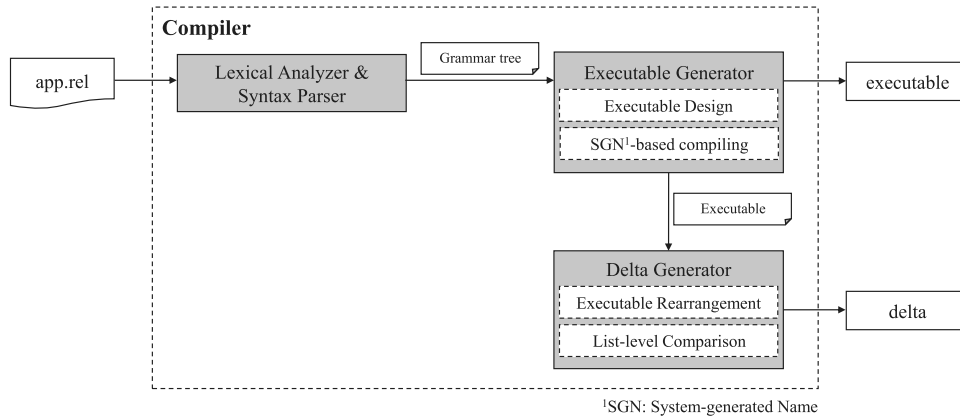 Compiler
app.rel
Lexical Analyzer &
Syntax Parser
Grammar tree
Executable Generator
Executable Design
SGN¹-based compiling
executable
Executable
Delta Generator
Executable Rearrangement
List-level Comparison
delta
¹SGN: System-generated Name